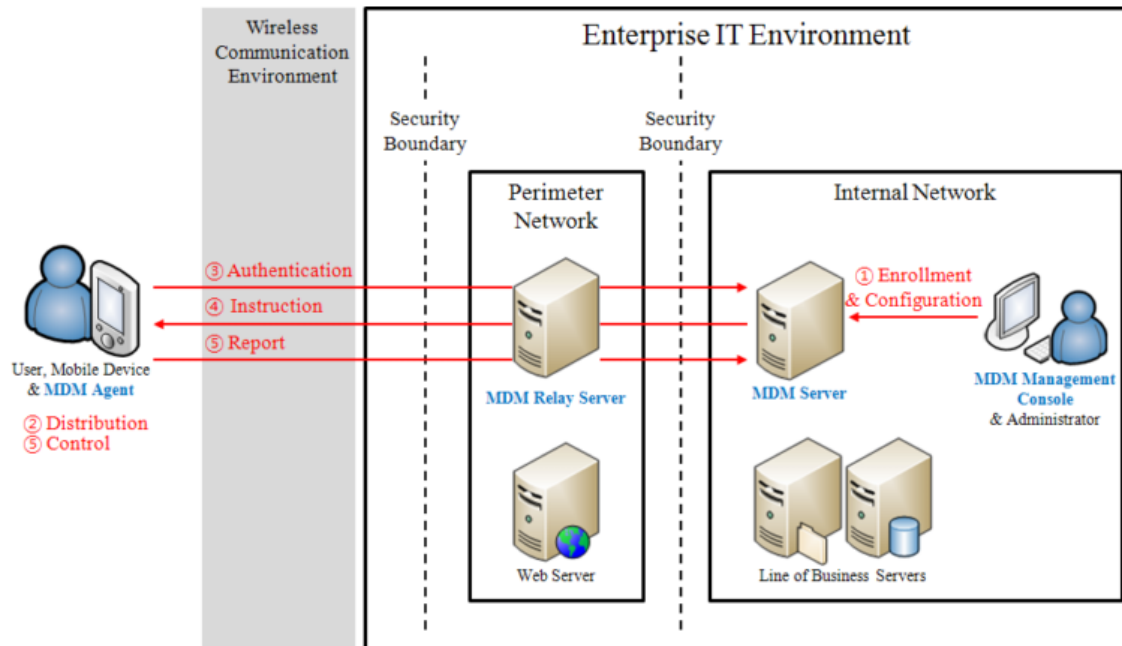 Wireless
Communication
Environment
Enterprise IT Environment
Security
Boundary
Security
Boundary
Perimeter
Network
Internal Network
③ Authentication
④ Instruction
⑤ Report
① Enrollment
& Configuration
User, Mobile Device
& MDM Agent
② Distribution
⑤ Control
MDM Relay Server
MDM Server
MDM Management
Console
& Administrator
Web Server
Line of Business Servers